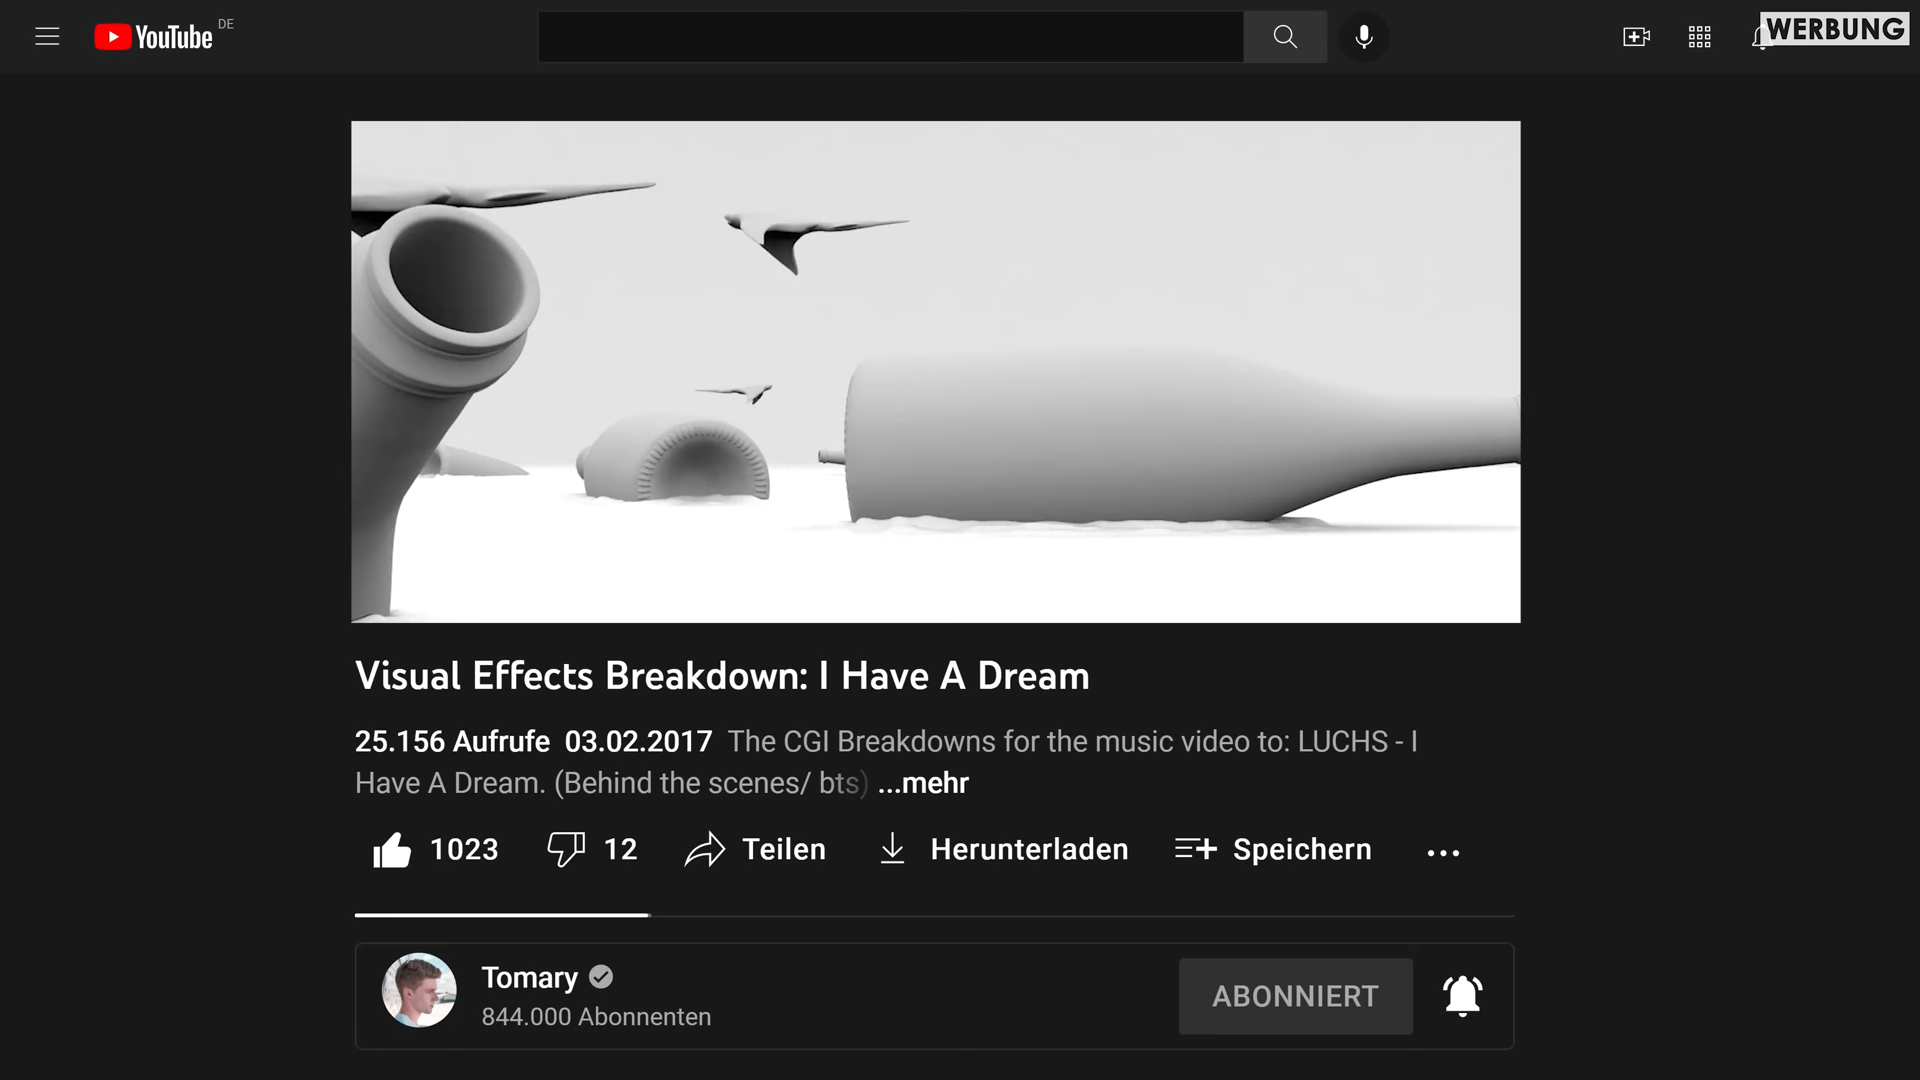 YouTube DE
WERBUNG
Visual Effects Breakdown: I Have A Dream
25.156 Aufrufe 03.02.2017 The CGI Breakdowns for the music video to: LUCHS - I
Have A Dream. (Behind the scenes/ bts) ...mehr
1023 12 Teilen Herunterladen Speichern
Tomary
844.000 Abonnenten
ABONNIERT